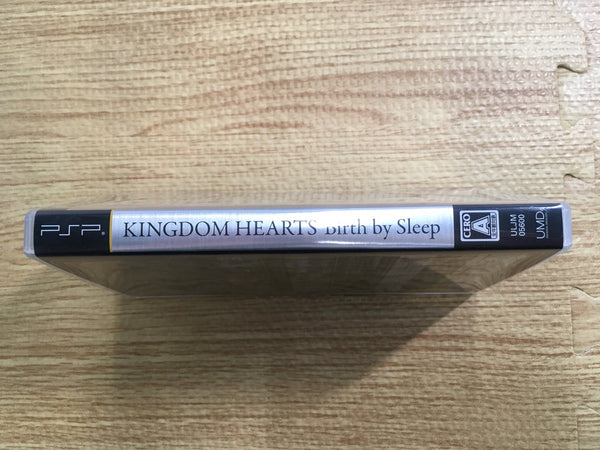 PSP
KINGDOM HEARTS Birth by Sleep
CERO
A
ULJM
05600
UMD